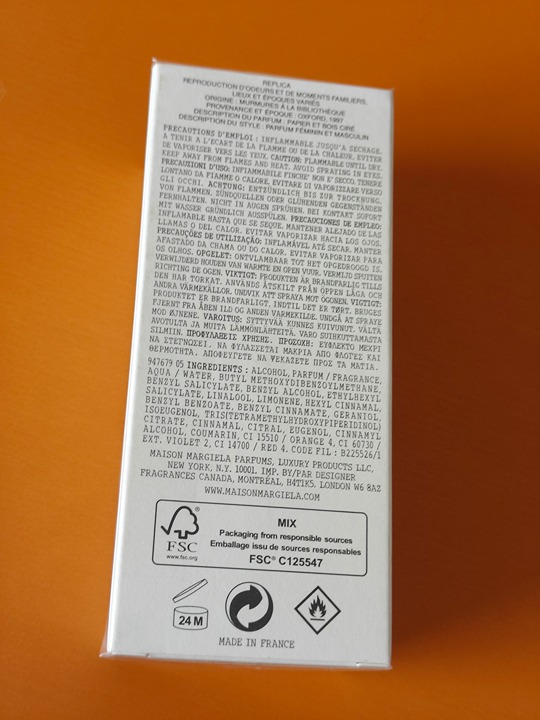 REPLICA
REPRODUCTION D'ODEURS ET DE MOMENTS FAMILIERS,
LIEUX ET ÉPOQUES VARIÉS
ORIGINE : MURMURES À LA BIBLIOTHÈQUE
PROVENANCE ET ÉPOQUE : OXFORD, 1997
DESCRIPTION DU PARFUM : PAPIER ET BOIS CIRÉ
DESCRIPTION DU STYLE : PARFUM FÉMININ ET MASCULIN
PRECAUTIONS D'EMPLOI : INFLAMMABLE JUSQU'A SECHAGE.
A TENIR A L'ECART DE LA FLAMME OU DE LA CHALEUR. EVITER
DE VAPORISER VERS LES YEUX. CAUTION: FLAMMABLE UNTIL DRY.
KEEP AWAY FROM FLAMES AND HEAT. AVOID SPRAYING IN EYES.
PRECAUZIONI D'USO: INFIAMMABILE FINCHE' NON E' SECCO. TENERE
LONTANO DA FIAMME O CALORE. EVITARE DI VAPORIZZARE VERSO
GLI OCCHI. ACHTUNG: ENTZÜNDLICH BIS ZUR TROCKNUNG.
VON FLAMMEN, ZÜNDQUELLEN ODER GLÜHENDEN GEGENSTÄNDEN
FERNHALTEN. NICHT IN AUGEN SPRÜHEN. BEI KONTAKT SOFORT
MIT WASSER GRÜNDLICH AUSSPÜLEN. PRECAUCIONES DE EMPLEO:
INFLAMABLE HASTA QUE SE SEQUE. MANTENER ALEJADO DE LAS
LLAMAS O DEL CALOR. EVITAR VAPORIZAR HACIA LOS OJOS.
PRECAUÇÕES DE UTILIZAÇÃO: INFLAMÁVEL ATÉ SECAR. MANTER
AFASTADO DA CHAMA OU DO CALOR. EVITAR VAPORIZAR PARA
OS OLHOS. OPGELET: ONTVLAMBAAR TOT HET OPGEDROOGD IS.
VERWIJDERD HOUDEN VAN WARMTE EN OPEN VUUR. VERMIJD SPUITEN
RICHTING DE OGEN. VIKTIGT: PRODUKTEN ÄR BRANDFARLIG TILLS
DEN HAR TORKAT. ANVÄNDS ÅTSKILT FRÅN ÖPPEN LÅGA OCH
ANDRA VÄRMEKÄLLOR. UNDVIK ATT SPRAYA MOT ÖGONEN. VIGTIGT:
PRODUKTET ER BRANDFARLIGT, INDTIL DET ER TØRT. BRUGES
FJERNT FRA ÅBEN ILD OG ANDEN VARMEKILDE. UNDGÅ AT SPRAYE
MOD ØJNENE. VAROITUS: SYTTYVÄÄ KUNNES KUIVUNUT. VÄLTÄ
AVOTULTA JA MUITA LÄMMÖNLÄHTEITÄ. VARO SUIHKUTTAMASTA
SILMIIN. ΠΡΟΦΥΛΑΞΕΙΣ ΧΡΗΣΗΣ. ΠΡΟΣΟΧΗ: ΕΥΦΛΕΚΤΟ ΜΕΧΡΙ
ΝΑ ΣΤΕΓΝΩΣΕΙ. ΝΑ ΦΥΛΑΣΣΕΤΑΙ ΜΑΚΡΙΑ ΑΠΟ ΦΛΟΓΕΣ ΚΑΙ
ΘΕΡΜΟΤΗΤΑ. ΑΠΟΦΕΥΓΕΤΕ ΝΑ ΨΕΚΑΖΕΤΕ ΠΡΟΣ ΤΑ ΜΑΤΙΑ.
947679 05 INGREDIENTS : ALCOHOL, PARFUM / FRAGRANCE,
AQUA / WATER, BUTYL METHOXYDIBENZOYLMETHANE,
BENZYL SALICYLATE, BENZYL ALCOHOL, ETHYLHEXYL
SALICYLATE, LINALOOL, LIMONENE, HEXYL CINNAMAL,
BENZYL BENZOATE, BENZYL CINNAMATE, GERANIOL,
ISOEUGENOL, TRIS(TETRAMETHYLHYDROXYPIPERIDINOL)
CITRATE, CINNAMAL, CITRAL, EUGENOL, CINNAMYL
ALCOHOL, COUMARIN, CI 15510 / ORANGE 4, CI 60730 /
EXT. VIOLET 2, CI 14700 / RED 4. CODE FIL : B225526/1
MAISON MARGIELA PARFUMS, LUXURY PRODUCTS LLC,
NEW YORK, N.Y. 10001. IMP. BY/PAR DESIGNER
FRAGRANCES CANADA, MONTRÉAL, H4T1K5. LONDON W6 8AZ
WWW.MAISONMARGIELA.COM
FSC®
www.fsc.org
MIX
Packaging from responsible sources
Emballage issu de sources responsables
FSC® C125547
24 M
MADE IN FRANCE